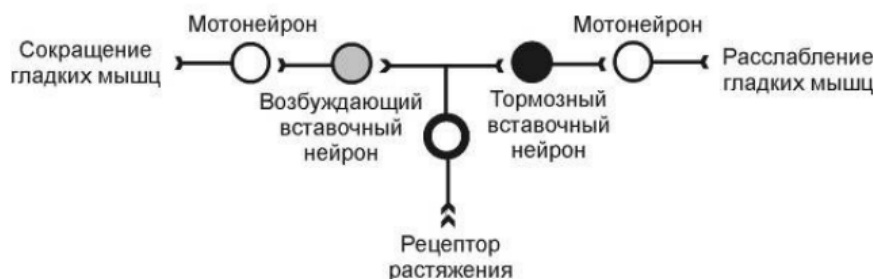 Мотонейрон
Мотонейрон
Сокращение
гладких мышц
Расслабление
гладких мышц
Возбуждающий
вставочный
нейрон
Тормозный
вставочный
нейрон
Рецептор
растяжения